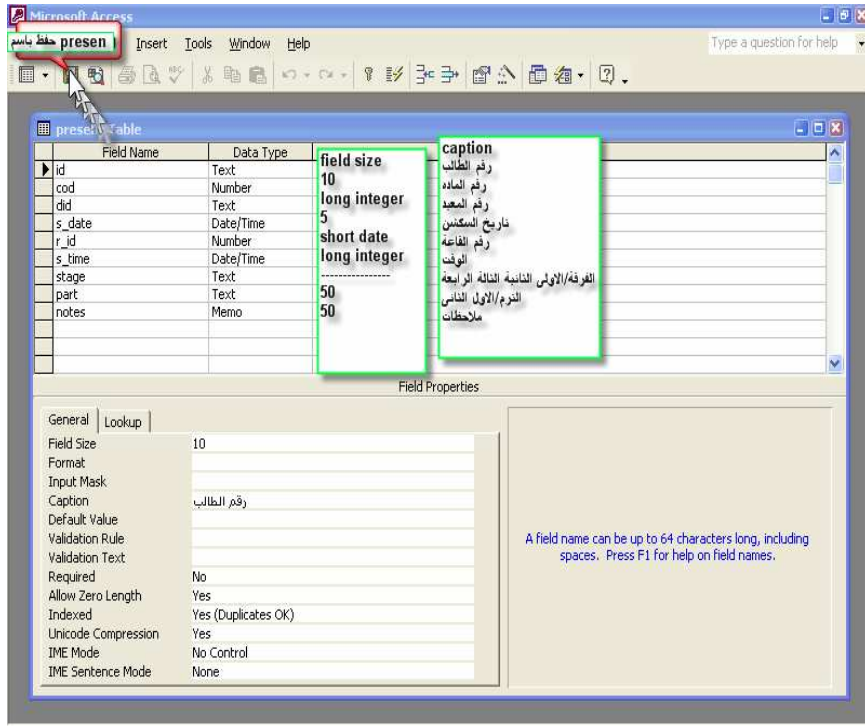 Microsoft Access
حفظ باسم presen
Insert Tools Window Help
Type a question for help
present : Table
Field Name
Data Type
id Text
cod Number
did Text
s_date Date/Time
r_id Number
s_time Date/Time
stage Text
part Text
notes Memo
field size
10
long integer
5
short date
long integer
-----------------
50
50
caption
رقم الطالب
رقم الماده
رقم المعيد
تاريخ السكشن
رقم القاعة
الوقت
الفرقة/الاولى الثانية الثالة الرابعة
الترم/الاول الثانى
ملاحظات
Field Properties
General Lookup
Field Size 10
Format
Input Mask
Caption رقم الطالب
Default Value
Validation Rule
Validation Text
Required No
Allow Zero Length Yes
Indexed Yes (Duplicates OK)
Unicode Compression Yes
IME Mode No Control
IME Sentence Mode None
A field name can be up to 64 characters long, including
spaces. Press F1 for help on field names.